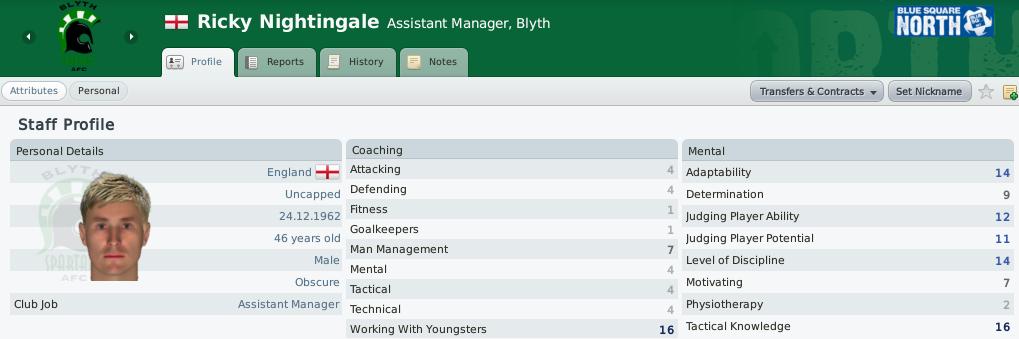 Ricky Nightingale Assistant Manager, Blyth
BLUE SQUARE
NORTH
AFC
Profile
Reports
History
Notes
Attributes
Personal
Transfers & Contracts
Set Nickname
Staff Profile
Personal Details
England
Uncapped
24.12.1962
46 years old
Male
Obscure
Club Job Assistant Manager
BLYTH
SPARTANS
AFC
Coaching
Attacking 4
Defending 4
Fitness 1
Goalkeepers 1
Man Management 7
Mental 4
Tactical 4
Technical 4
Working With Youngsters 16
Mental
Adaptability 14
Determination 9
Judging Player Ability 12
Judging Player Potential 11
Level of Discipline 14
Motivating 7
Physiotherapy 2
Tactical Knowledge 16